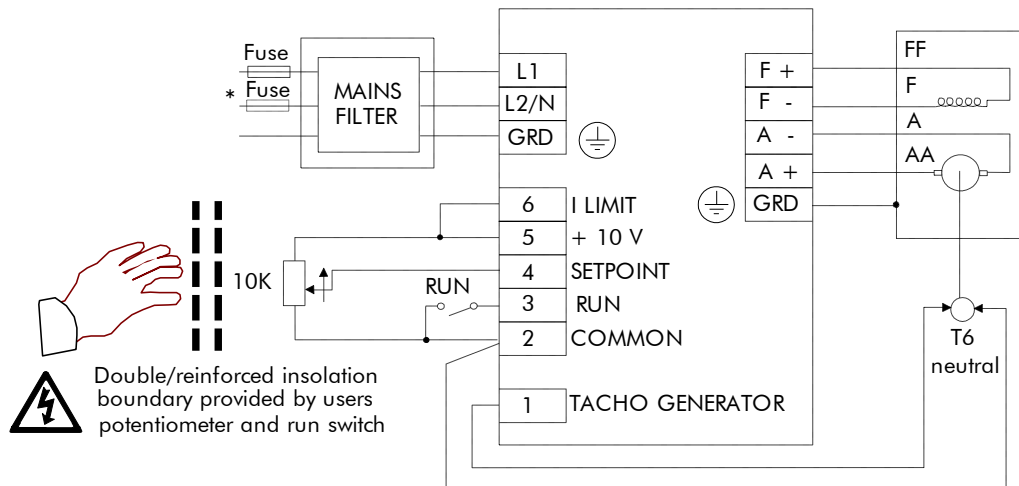 Fuse
* Fuse
MAINS
FILTER
L1
L2/N
GRD
F +
F -
A -
A +
GRD
FF
F
A
AA
6 I LIMIT
5 + 10 V
4 SETPOINT
3 RUN
2 COMMON
1 TACHO GENERATOR
10K
RUN
T6
neutral
Double/reinforced insolation
boundary provided by users
potentiometer and run switch